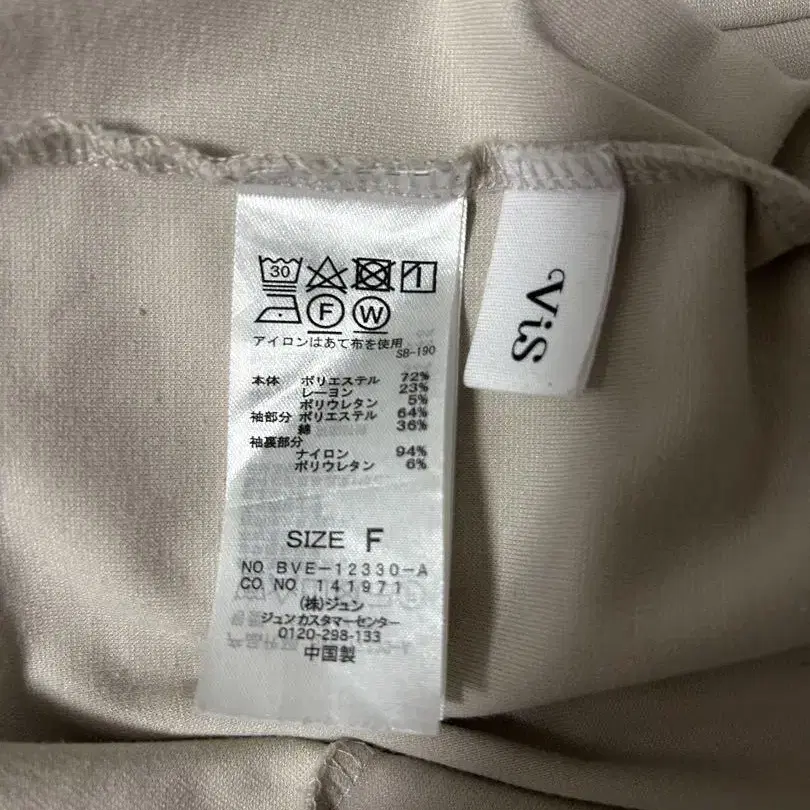 30
1
F W
アイロンはあて布を使用
SB-190
本体 ポリエステル 72%
レーヨン 23%
ポリウレタン 5%
袖部分 ポリエステル 64%
綿 36%
袖裏部分
ナイロン 94%
ポリウレタン 6%
SIZE F
NO. BVE-12330-A
CO. NO. 141971
(株)ジュン
ジュンカスタマーセンター
0120-298-133
中国製
ViS